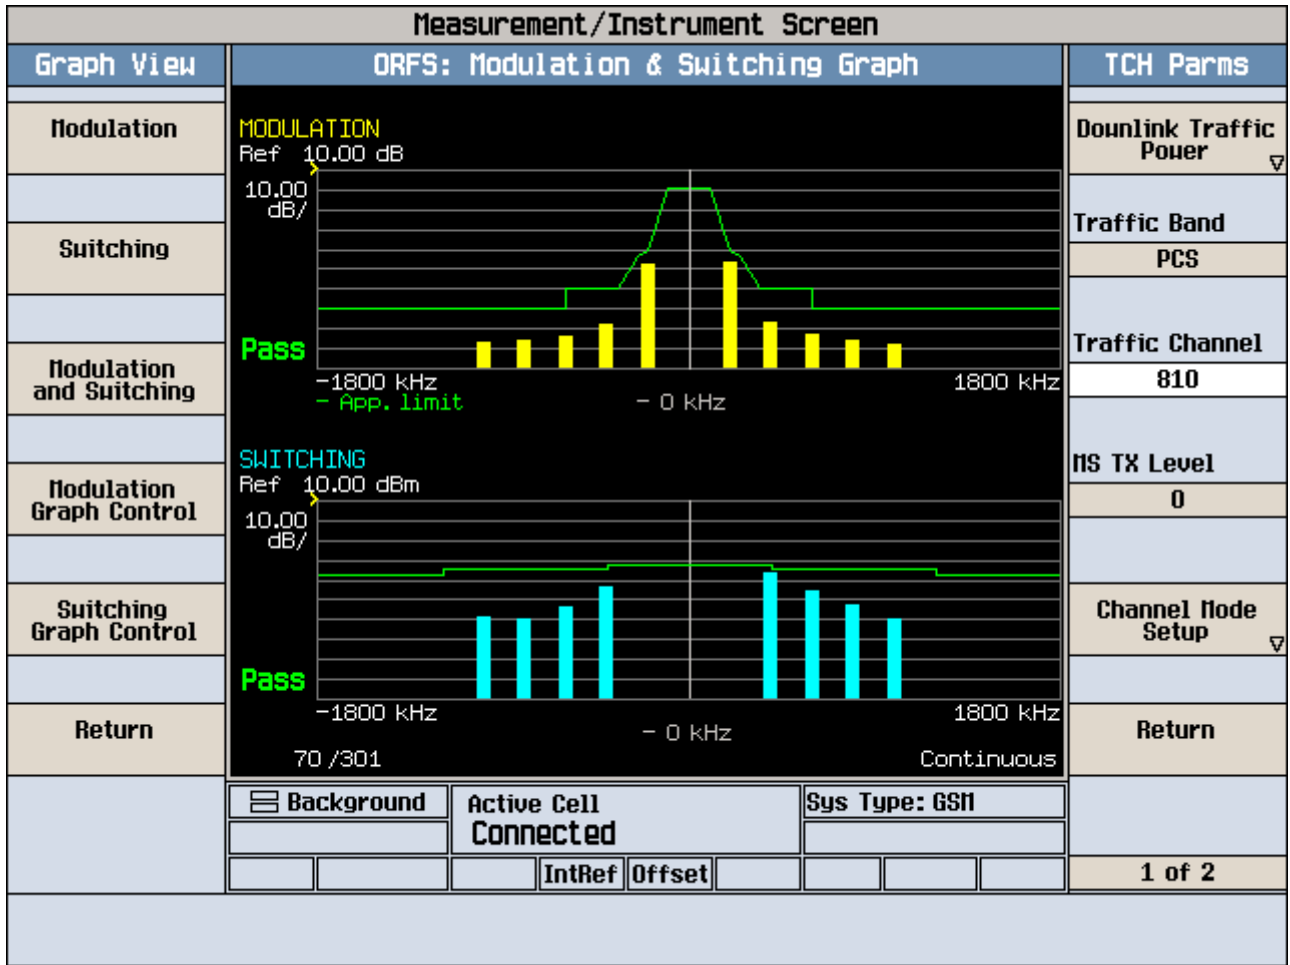 Measurement/Instrument Screen
Graph View
ORFS: Modulation & Switching Graph
TCH Parms
Modulation
Switching
Modulation
and Switching
Modulation
Graph Control
Switching
Graph Control
Return
MODULATION
Ref 10.00 dB
10.00
dB/
Pass
-1800 kHz
1800 kHz
- App. limit
- 0 kHz
SWITCHING
Ref 10.00 dBm
10.00
dB/
Pass
-1800 kHz
1800 kHz
- 0 kHz
70 /301
Continuous
Downlink Traffic
Power
Traffic Band
PCS
Traffic Channel
810
MS TX Level
0
Channel Mode
Setup
Return
1 of 2
Background
Active Cell
Connected
Sys Type: GSM
IntRef
Offset